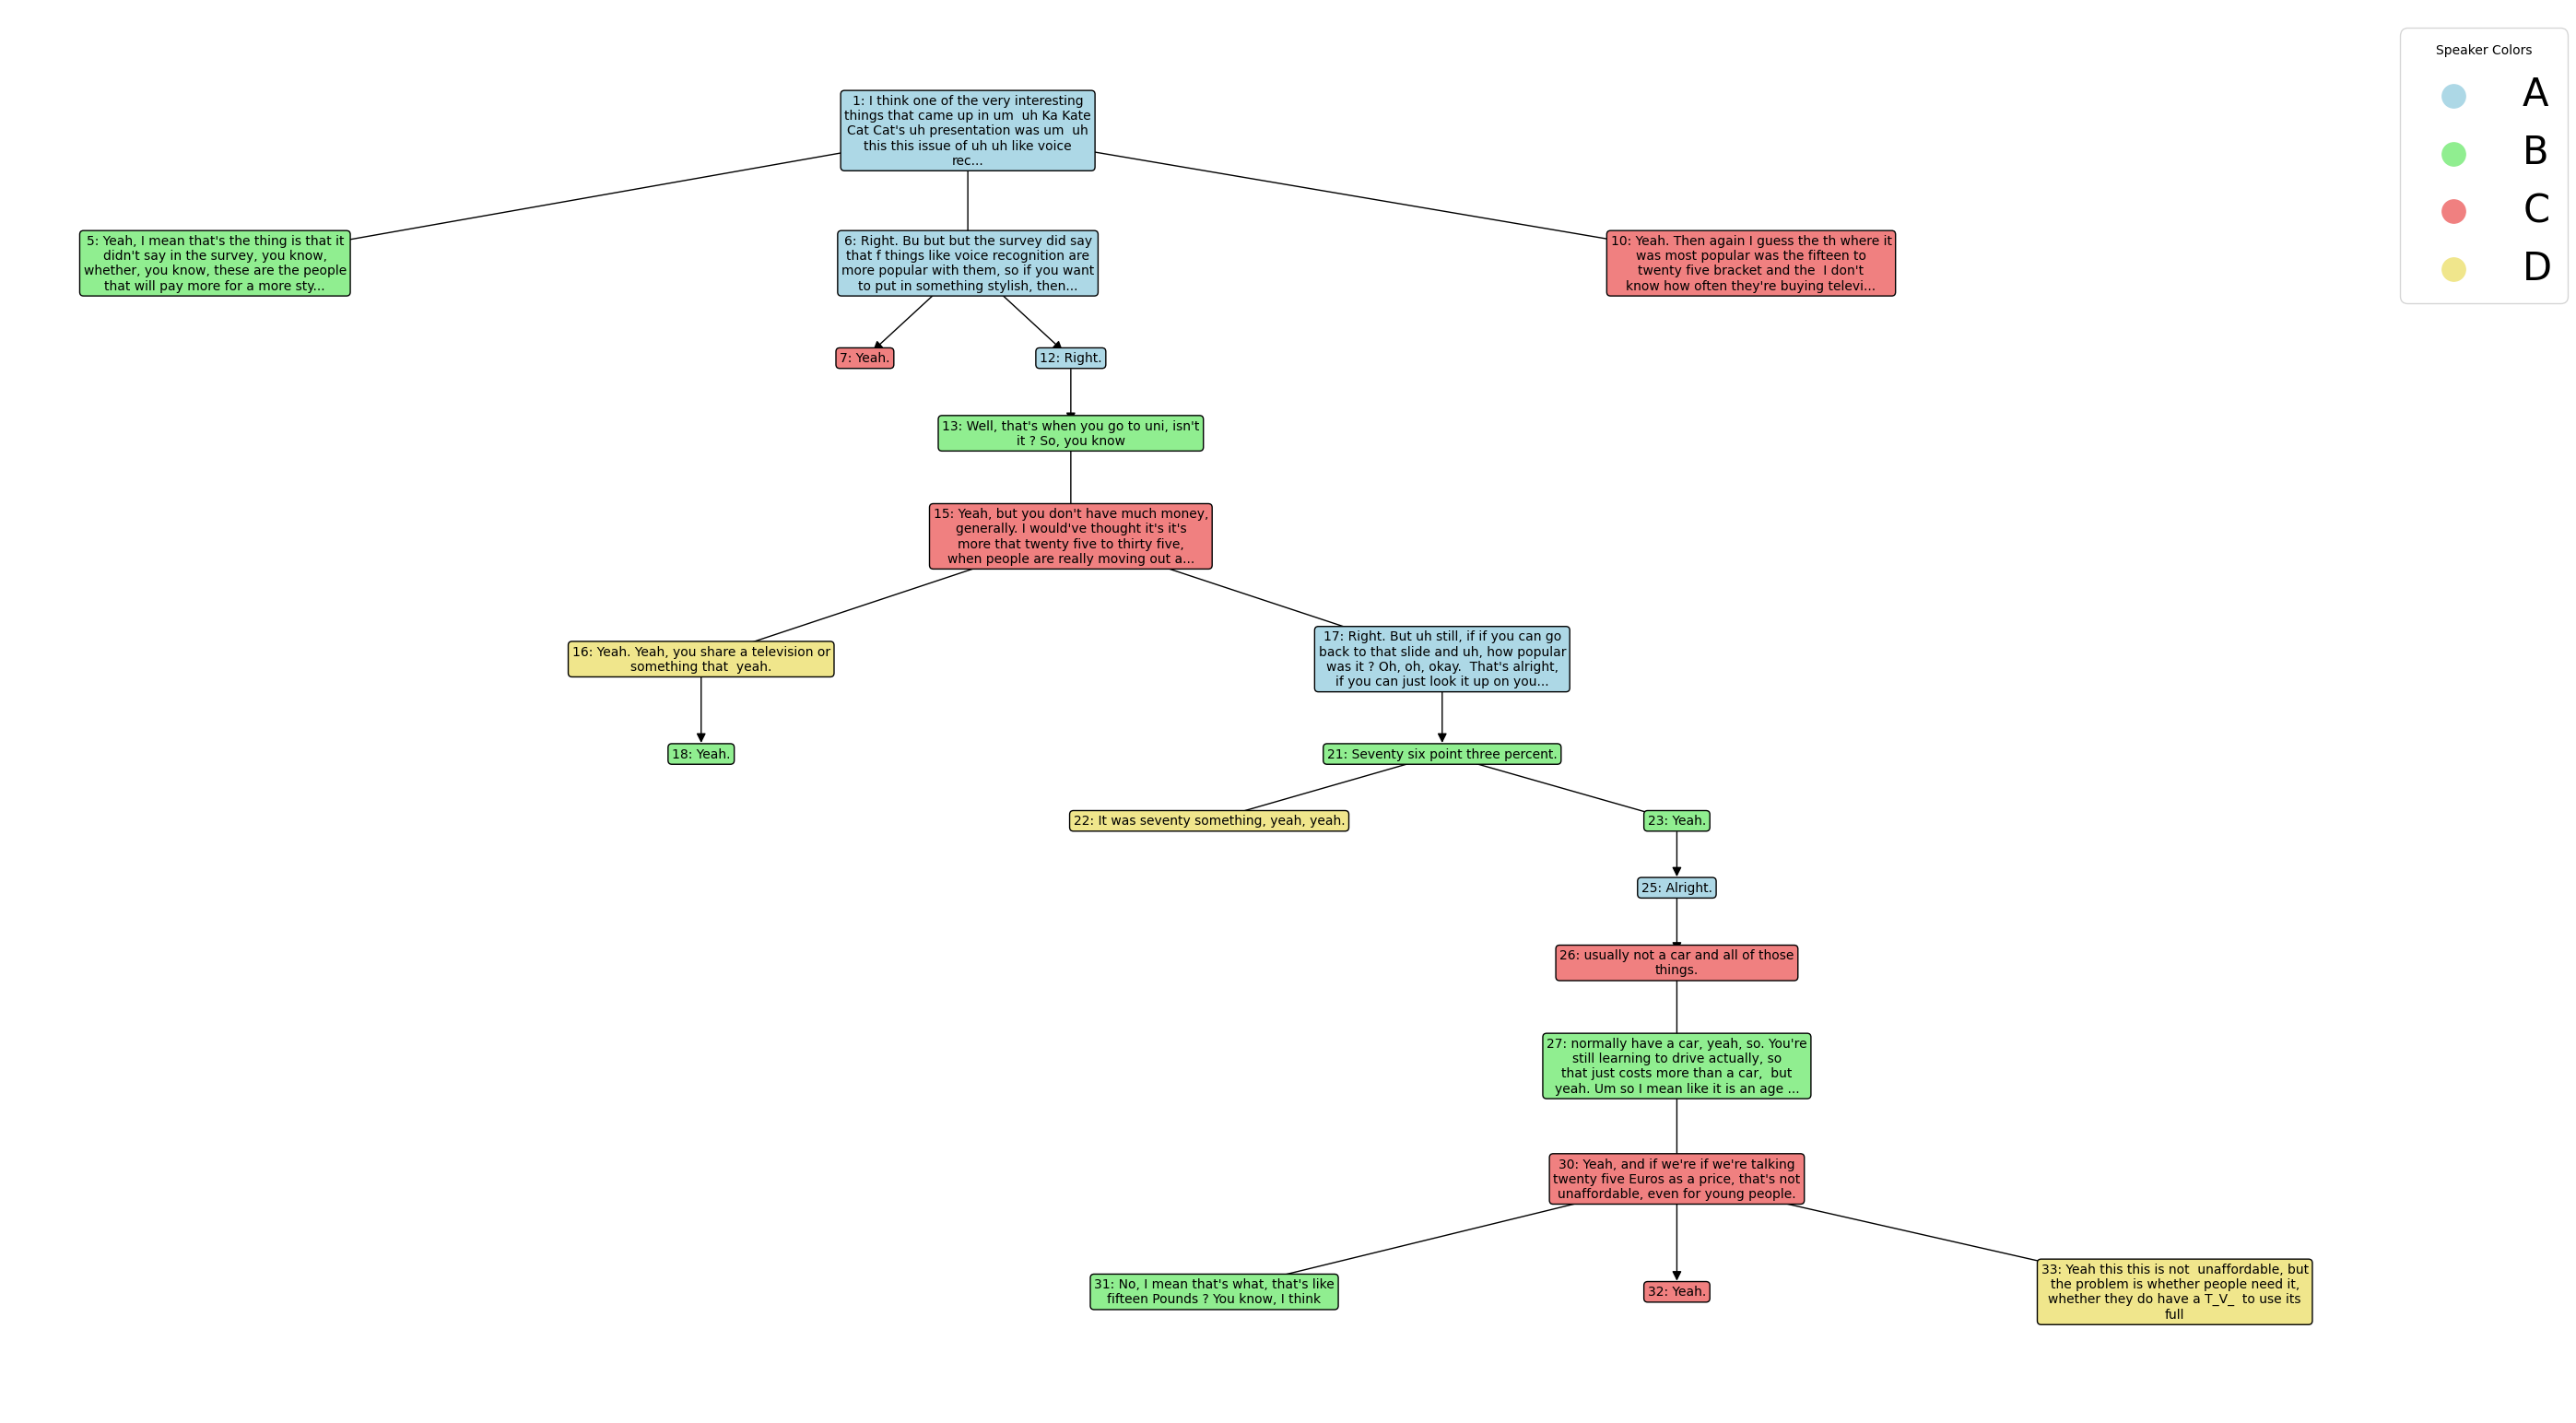 Speaker Colors
A
B
C
D
1: I think one of the very interesting
things that came up in um  uh Ka Kate
Cat Cat's uh presentation was um  uh
this this issue of uh uh like voice
rec...
5: Yeah, I mean that's the thing is that it
didn't say in the survey, you know,
whether, you know, these are the people
that will pay more for a more sty...
6: Right. Bu but but the survey did say
that f things like voice recognition are
more popular with them, so if you want
to put in something stylish, then...
10: Yeah. Then again I guess the th where it
was most popular was the fifteen to
twenty five bracket and the  I don't
know how often they're buying televi...
7: Yeah.
12: Right.
13: Well, that's when you go to uni, isn't
it ? So, you know
15: Yeah, but you don't have much money,
generally. I would've thought it's it's
more that twenty five to thirty five,
when people are really moving out a...
16: Yeah. Yeah, you share a television or
something that  yeah.
17: Right. But uh still, if if you can go
back to that slide and uh, how popular
was it ? Oh, oh, okay.  That's alright,
if you can just look it up on you...
18: Yeah.
21: Seventy six point three percent.
22: It was seventy something, yeah, yeah.
23: Yeah.
25: Alright.
26: usually not a car and all of those
things.
27: normally have a car, yeah, so. You're
still learning to drive actually, so
that just costs more than a car,  but
yeah. Um so I mean like it is an age ...
30: Yeah, and if we're if we're talking
twenty five Euros as a price, that's not
unaffordable, even for young people.
31: No, I mean that's what, that's like
fifteen Pounds ? You know, I think
32: Yeah.
33: Yeah this this is not  unaffordable, but
the problem is whether people need it,
whether they do have a T_V_  to use its
full